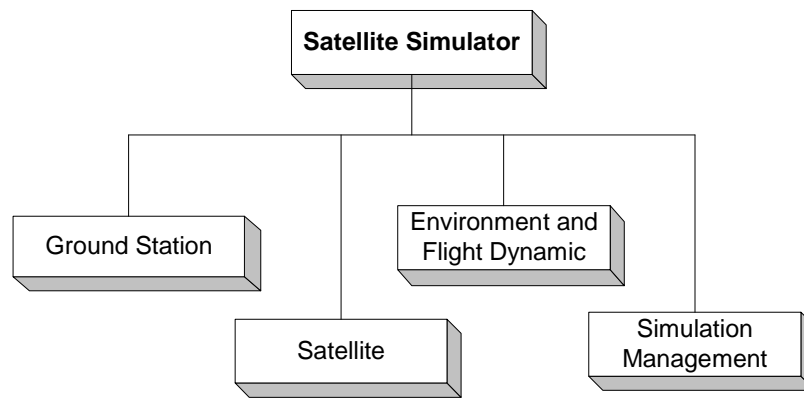 Satellite Simulator
Ground Station
Environment and
Flight Dynamic
Satellite
Simulation
Management